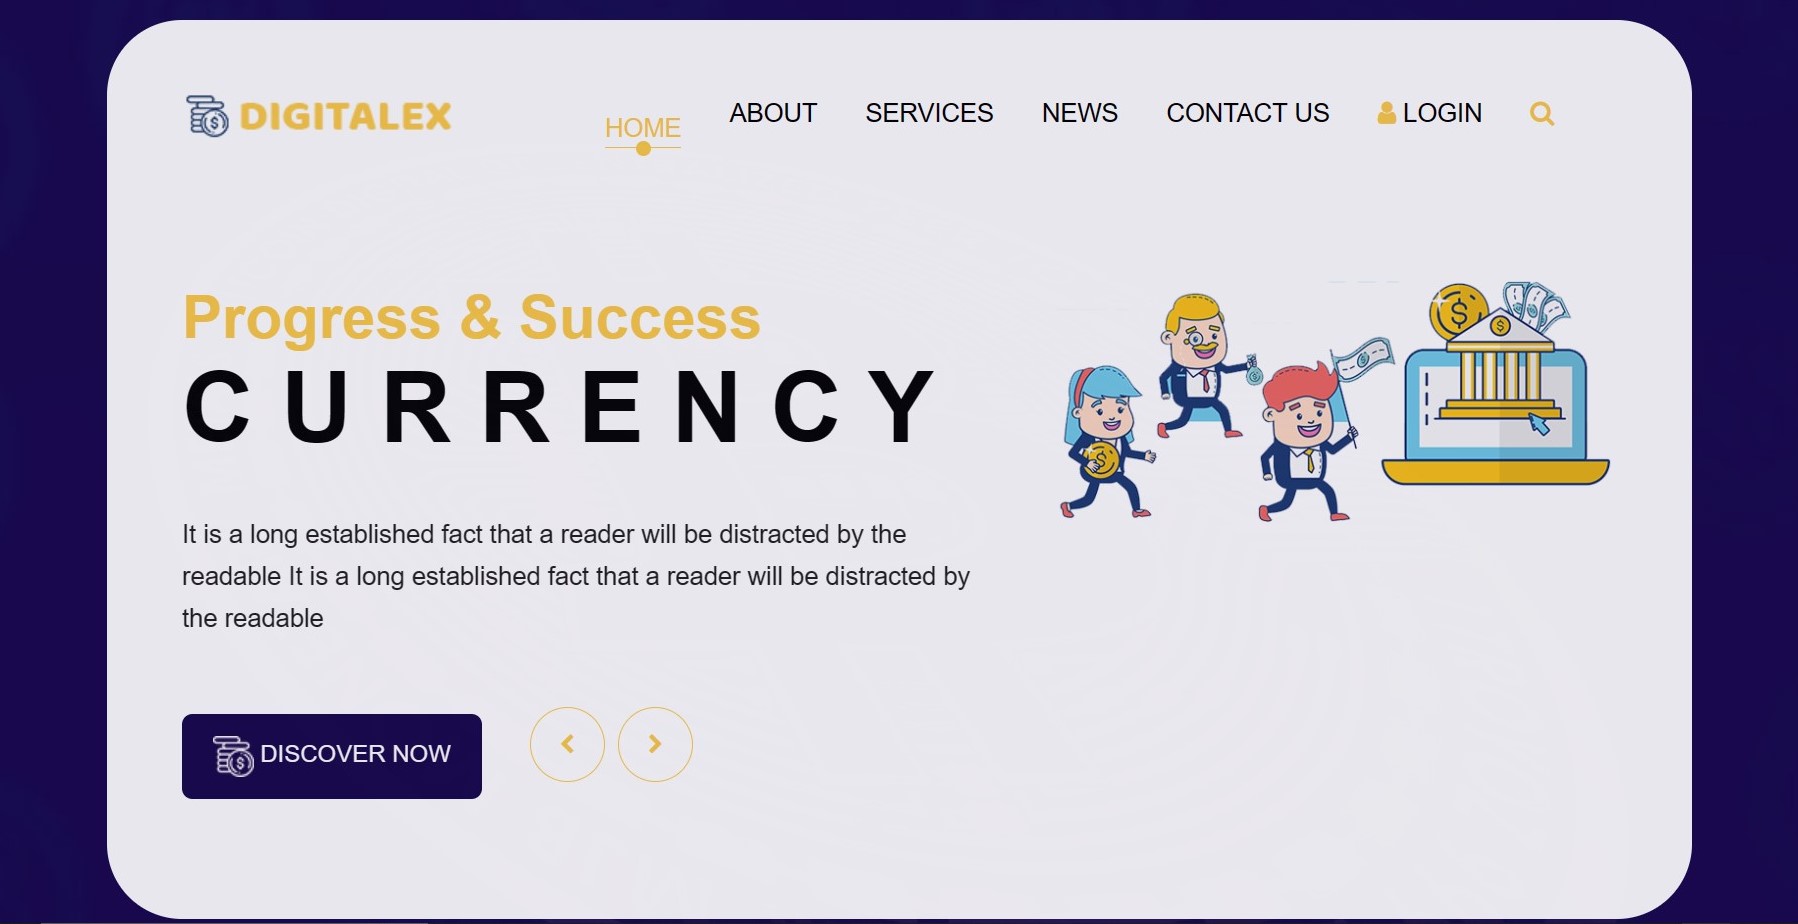 DIGITALEX
HOME ABOUT SERVICES NEWS CONTACT US LOGIN
Progress & Success
CURRENCY
It is a long established fact that a reader will be distracted by the
readable It is a long established fact that a reader will be distracted by
the readable
DISCOVER NOW